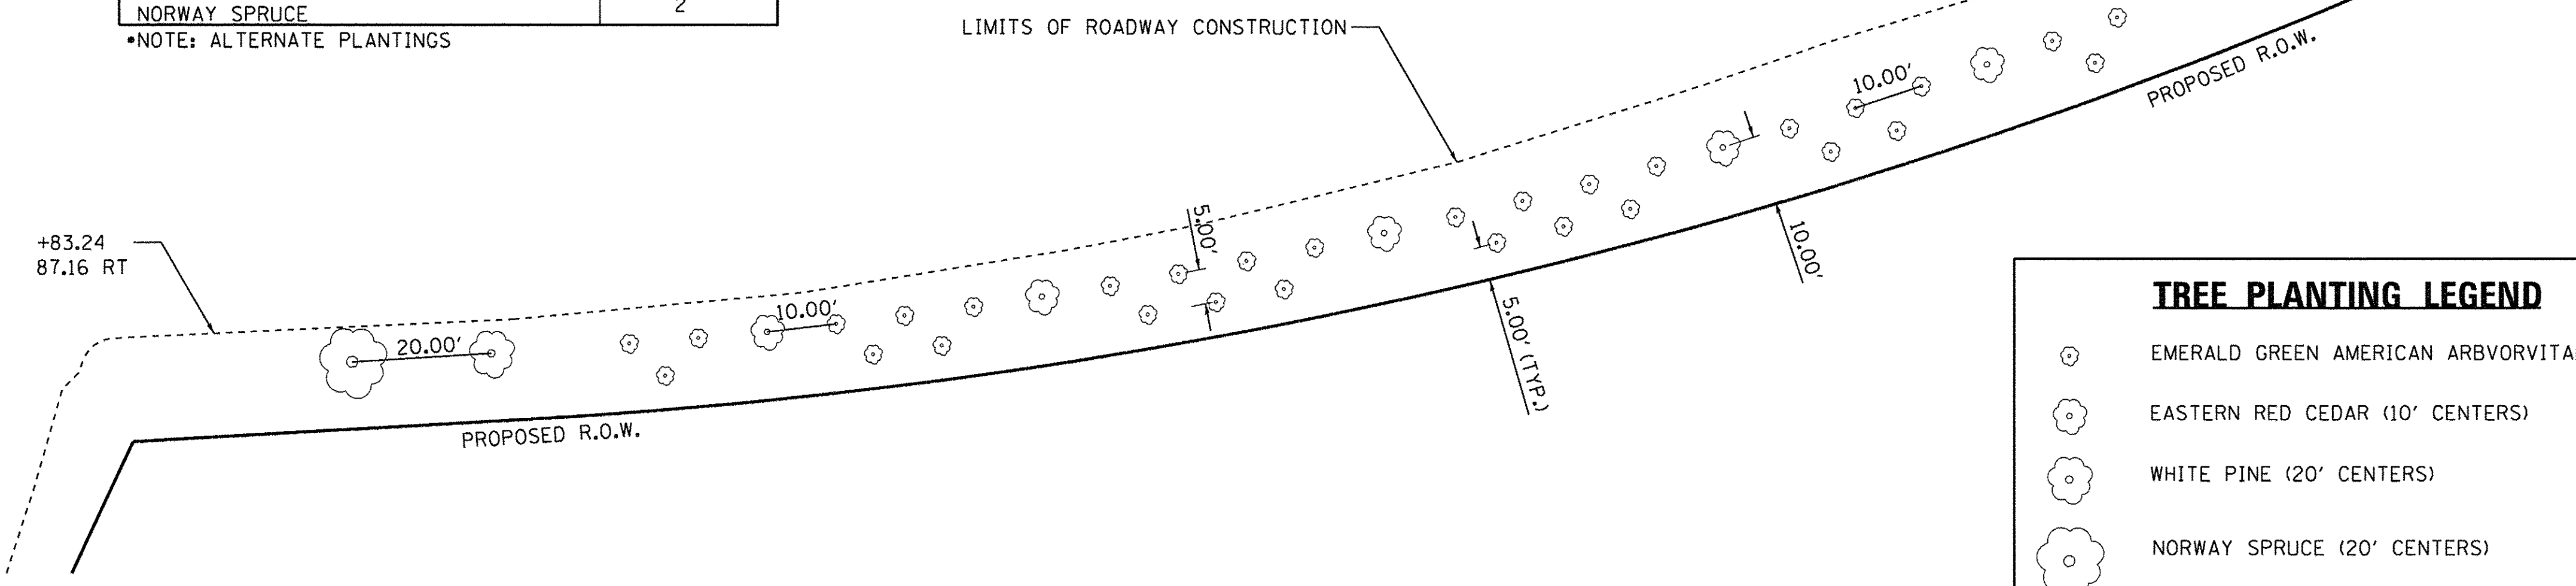 NORWAY SPRUCE 2
•NOTE: ALTERNATE PLANTINGS
LIMITS OF ROADWAY CONSTRUCTION
10.00'
PROPOSED R.O.W.
+83.24
87.16 RT
5.00'
10.00'
10.00'
20.00'
5.00' (TYP.)
PROPOSED R.O.W.
TREE PLANTING LEGEND
EMERALD GREEN AMERICAN ARBVORVITA
EASTERN RED CEDAR (10' CENTERS)
WHITE PINE (20' CENTERS)
NORWAY SPRUCE (20' CENTERS)